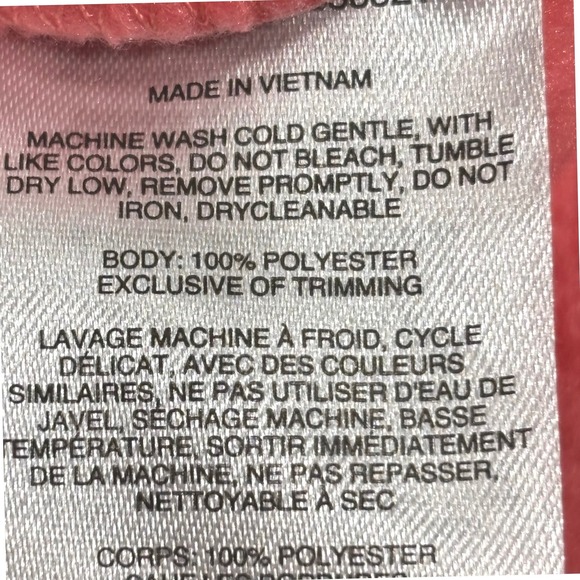 MADE IN VIETNAM
MACHINE WASH COLD GENTLE, WITH
LIKE COLORS, DO NOT BLEACH, TUMBLE
DRY LOW, REMOVE PROMPTLY, DO NOT
IRON, DRYCLEANABLE
BODY: 100% POLYESTER
EXCLUSIVE OF TRIMMING
LAVAGE MACHINE À FROID, CYCLE
DÉLICAT, AVEC DES COULEURS
SIMILAIRES, NE PAS UTILISER D'EAU DE
JAVEL, SÉCHAGE MACHINE, BASSE
TEMPÉRATURE, SORTIR IMMÉDIATEMENT
DE LA MACHINE, NE PAS REPASSER,
NETTOYABLE À SEC
CORPS: 100% POLYESTER